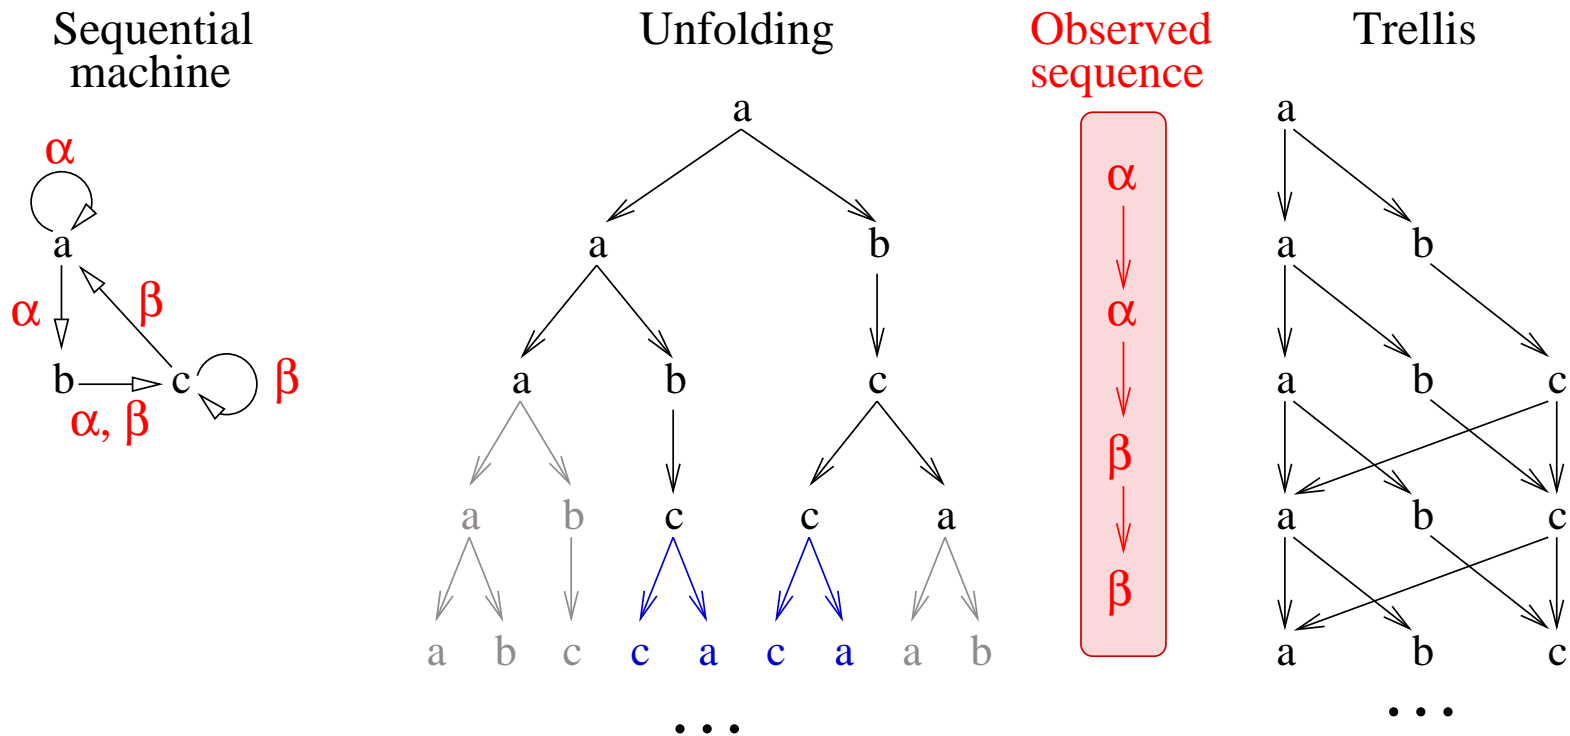 Sequential
machine
α
a
α
β
b
c
β
α, β
Unfolding
a
a b
a b c
a b c c a
a b c c a c a a b
...
Observed
sequence
α
α
β
β
Trellis
a
a b
a b c
a b c
a b c
...